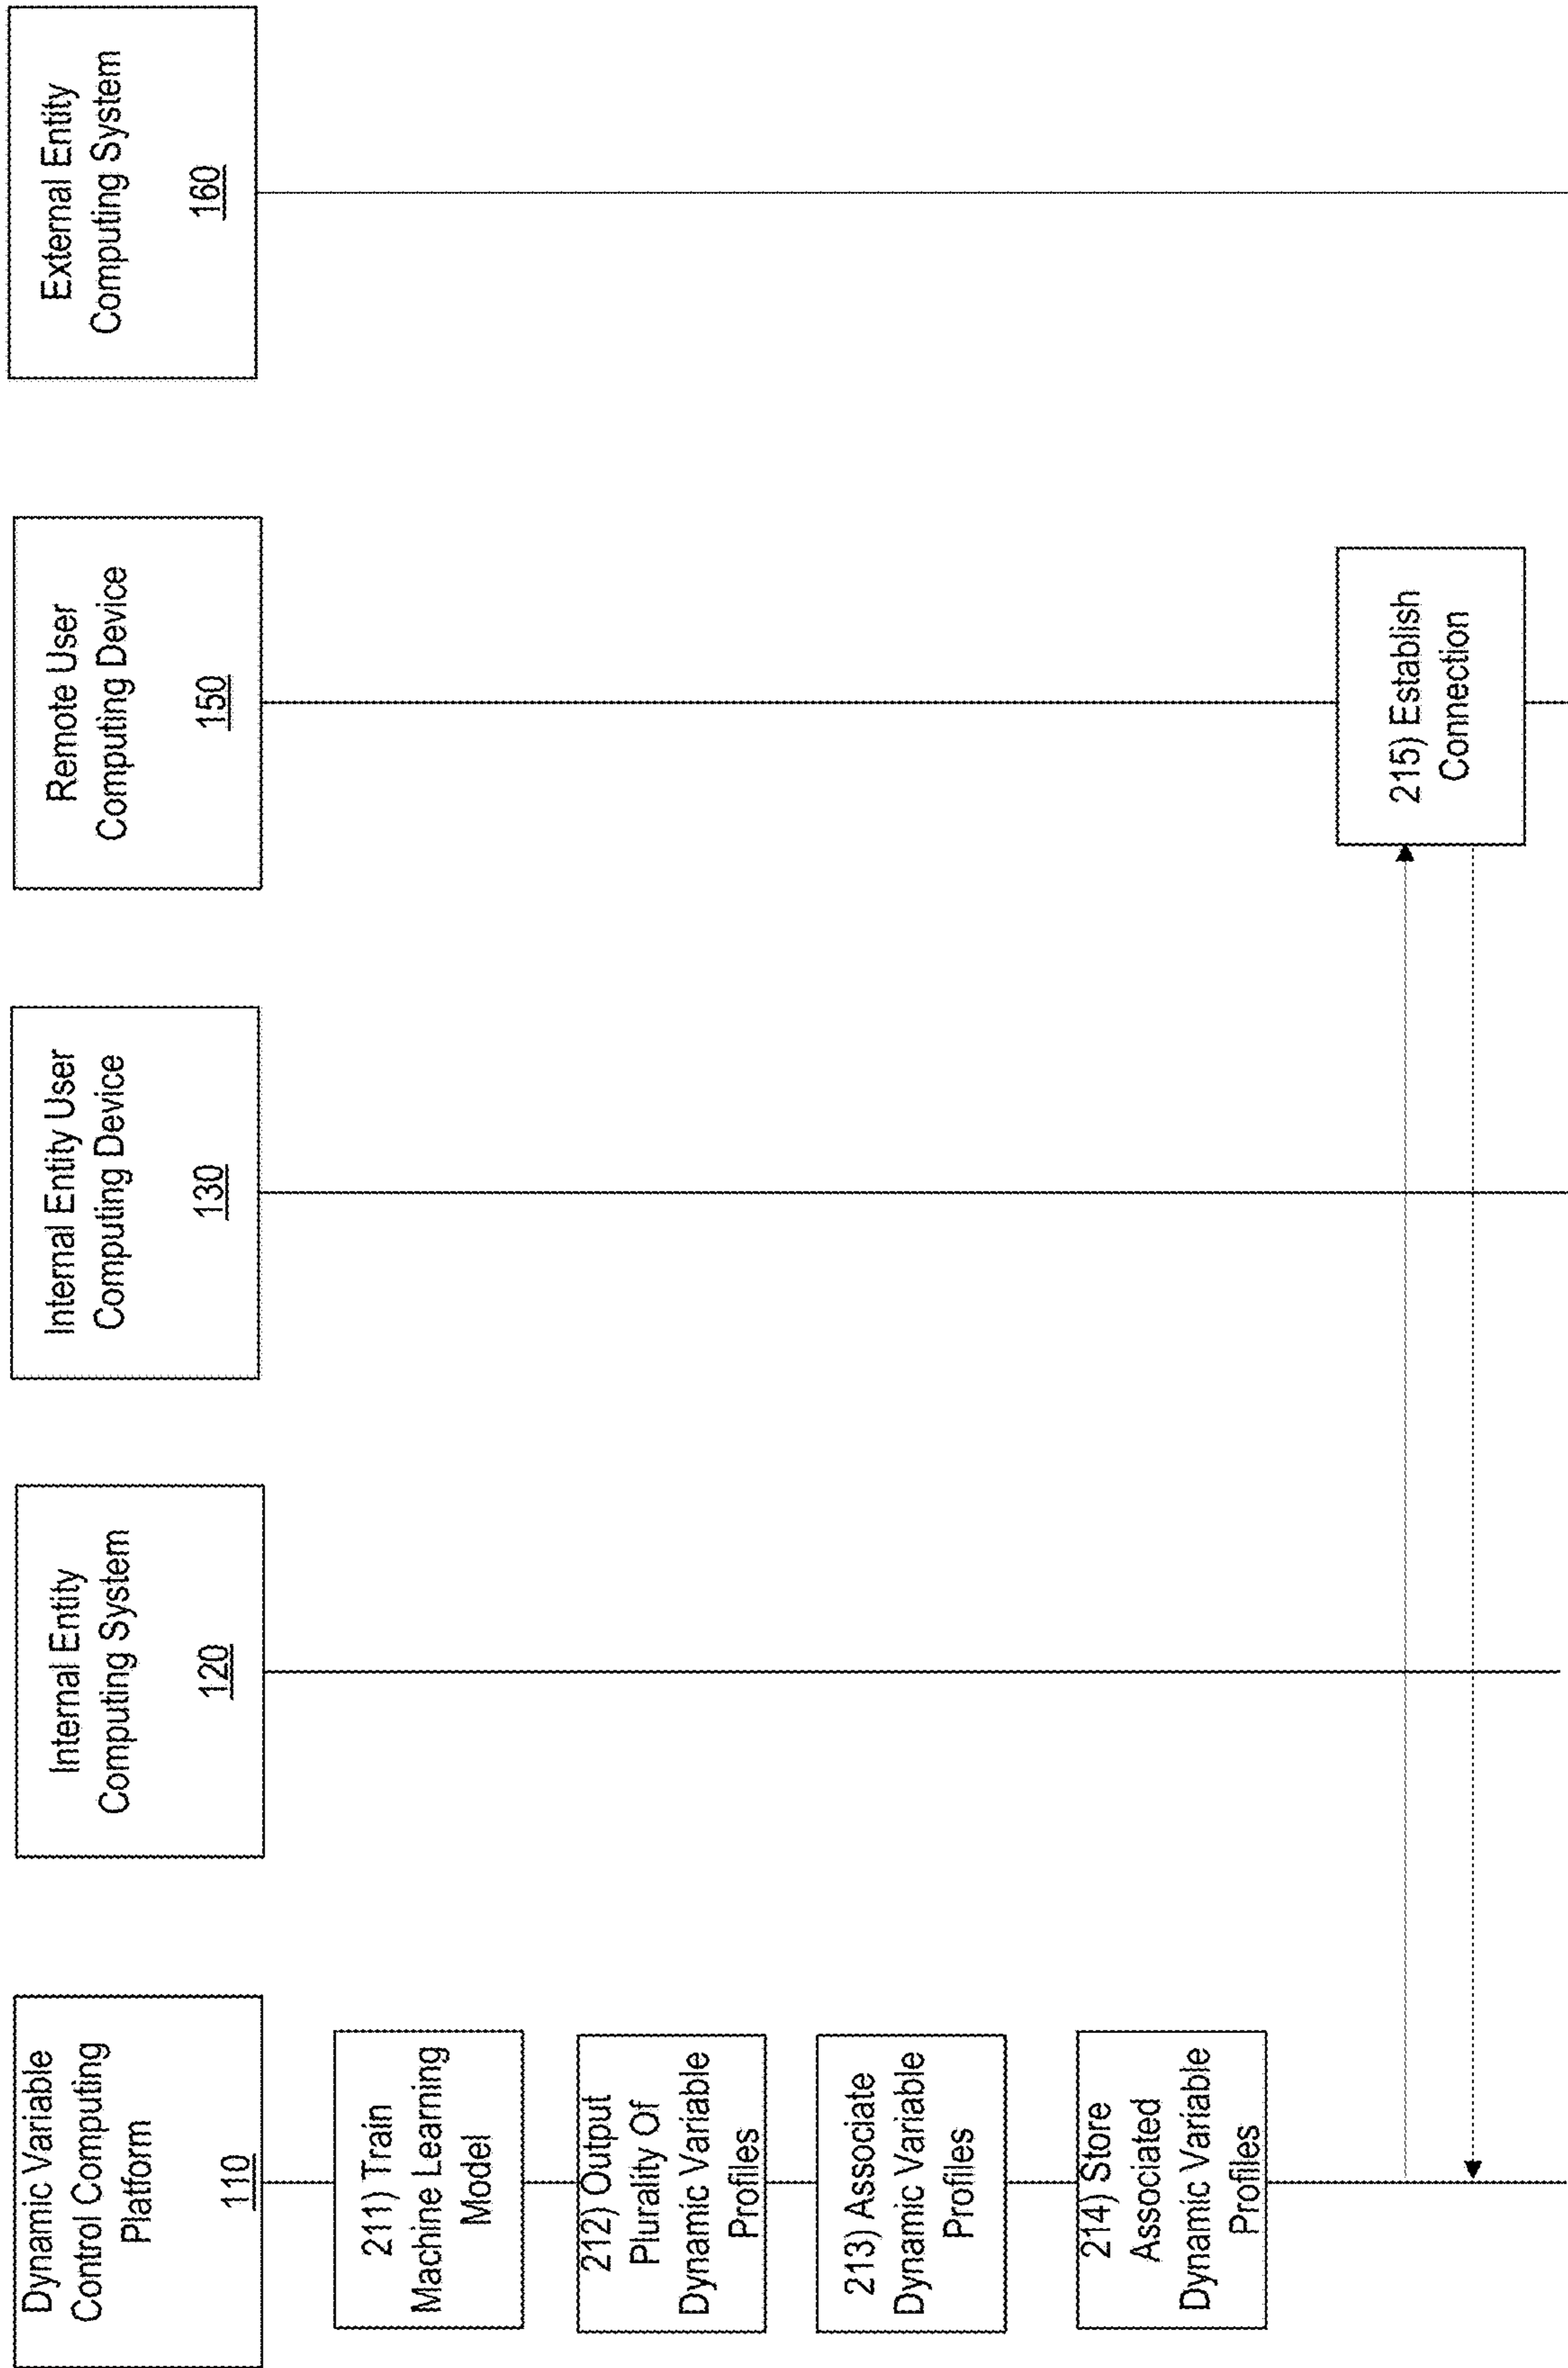 Dynamic Variable
Control Computing
Platform
110
Internal Entity
Computing System
120
Internal Entity User
Computing Device
130
Remote User
Computing Device
150
External Entity
Computing System
160
211) Train
Machine Learning
Model
212) Output
Plurality Of
Dynamic Variable
Profiles
213) Associate
Dynamic Variable
Profiles
214) Store
Associated
Dynamic Variable
Profiles
215) Establish
Connection